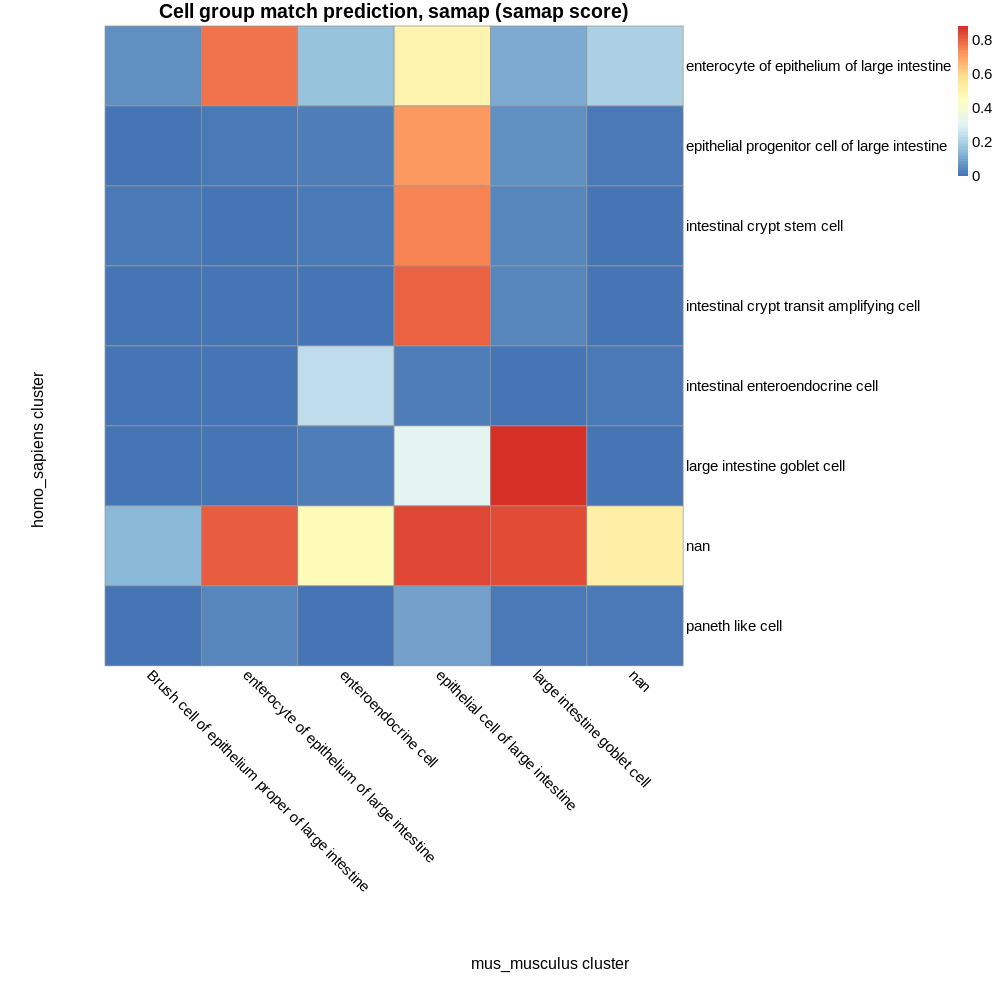 Cell group match prediction, samap (samap score)
enterocyte of epithelium of large intestine
epithelial progenitor cell of large intestine
intestinal crypt stem cell
intestinal crypt transit amplifying cell
intestinal enteroendocrine cell
large intestine goblet cell
nan
paneth like cell
0.8
0.6
0.4
0.2
0
homo_sapiens cluster
Brush cell of epithelium proper of large intestine
enterocyte of epithelium of large intestine
enteroendocrine cell
epithelial cell of large intestine
large intestine goblet cell
nan
mus_musculus cluster